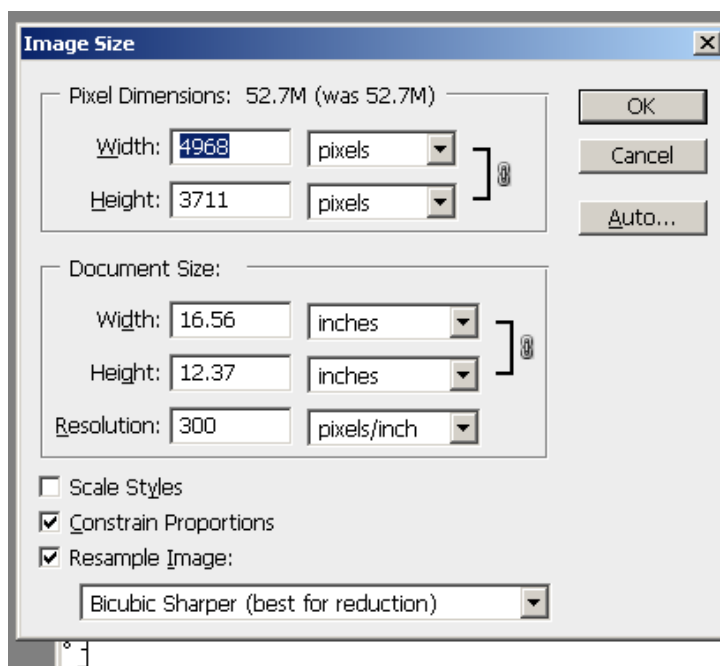 Image Size
Pixel Dimensions: 52.7M (was 52.7M)
OK
Width: 4968 pixels
Cancel
Height: 3711 pixels
Auto...
Document Size:
Width: 16.56 inches
Height: 12.37 inches
Resolution: 300 pixels/inch
Scale Styles
Constrain Proportions
Resample Image:
Bicubic Sharper (best for reduction)